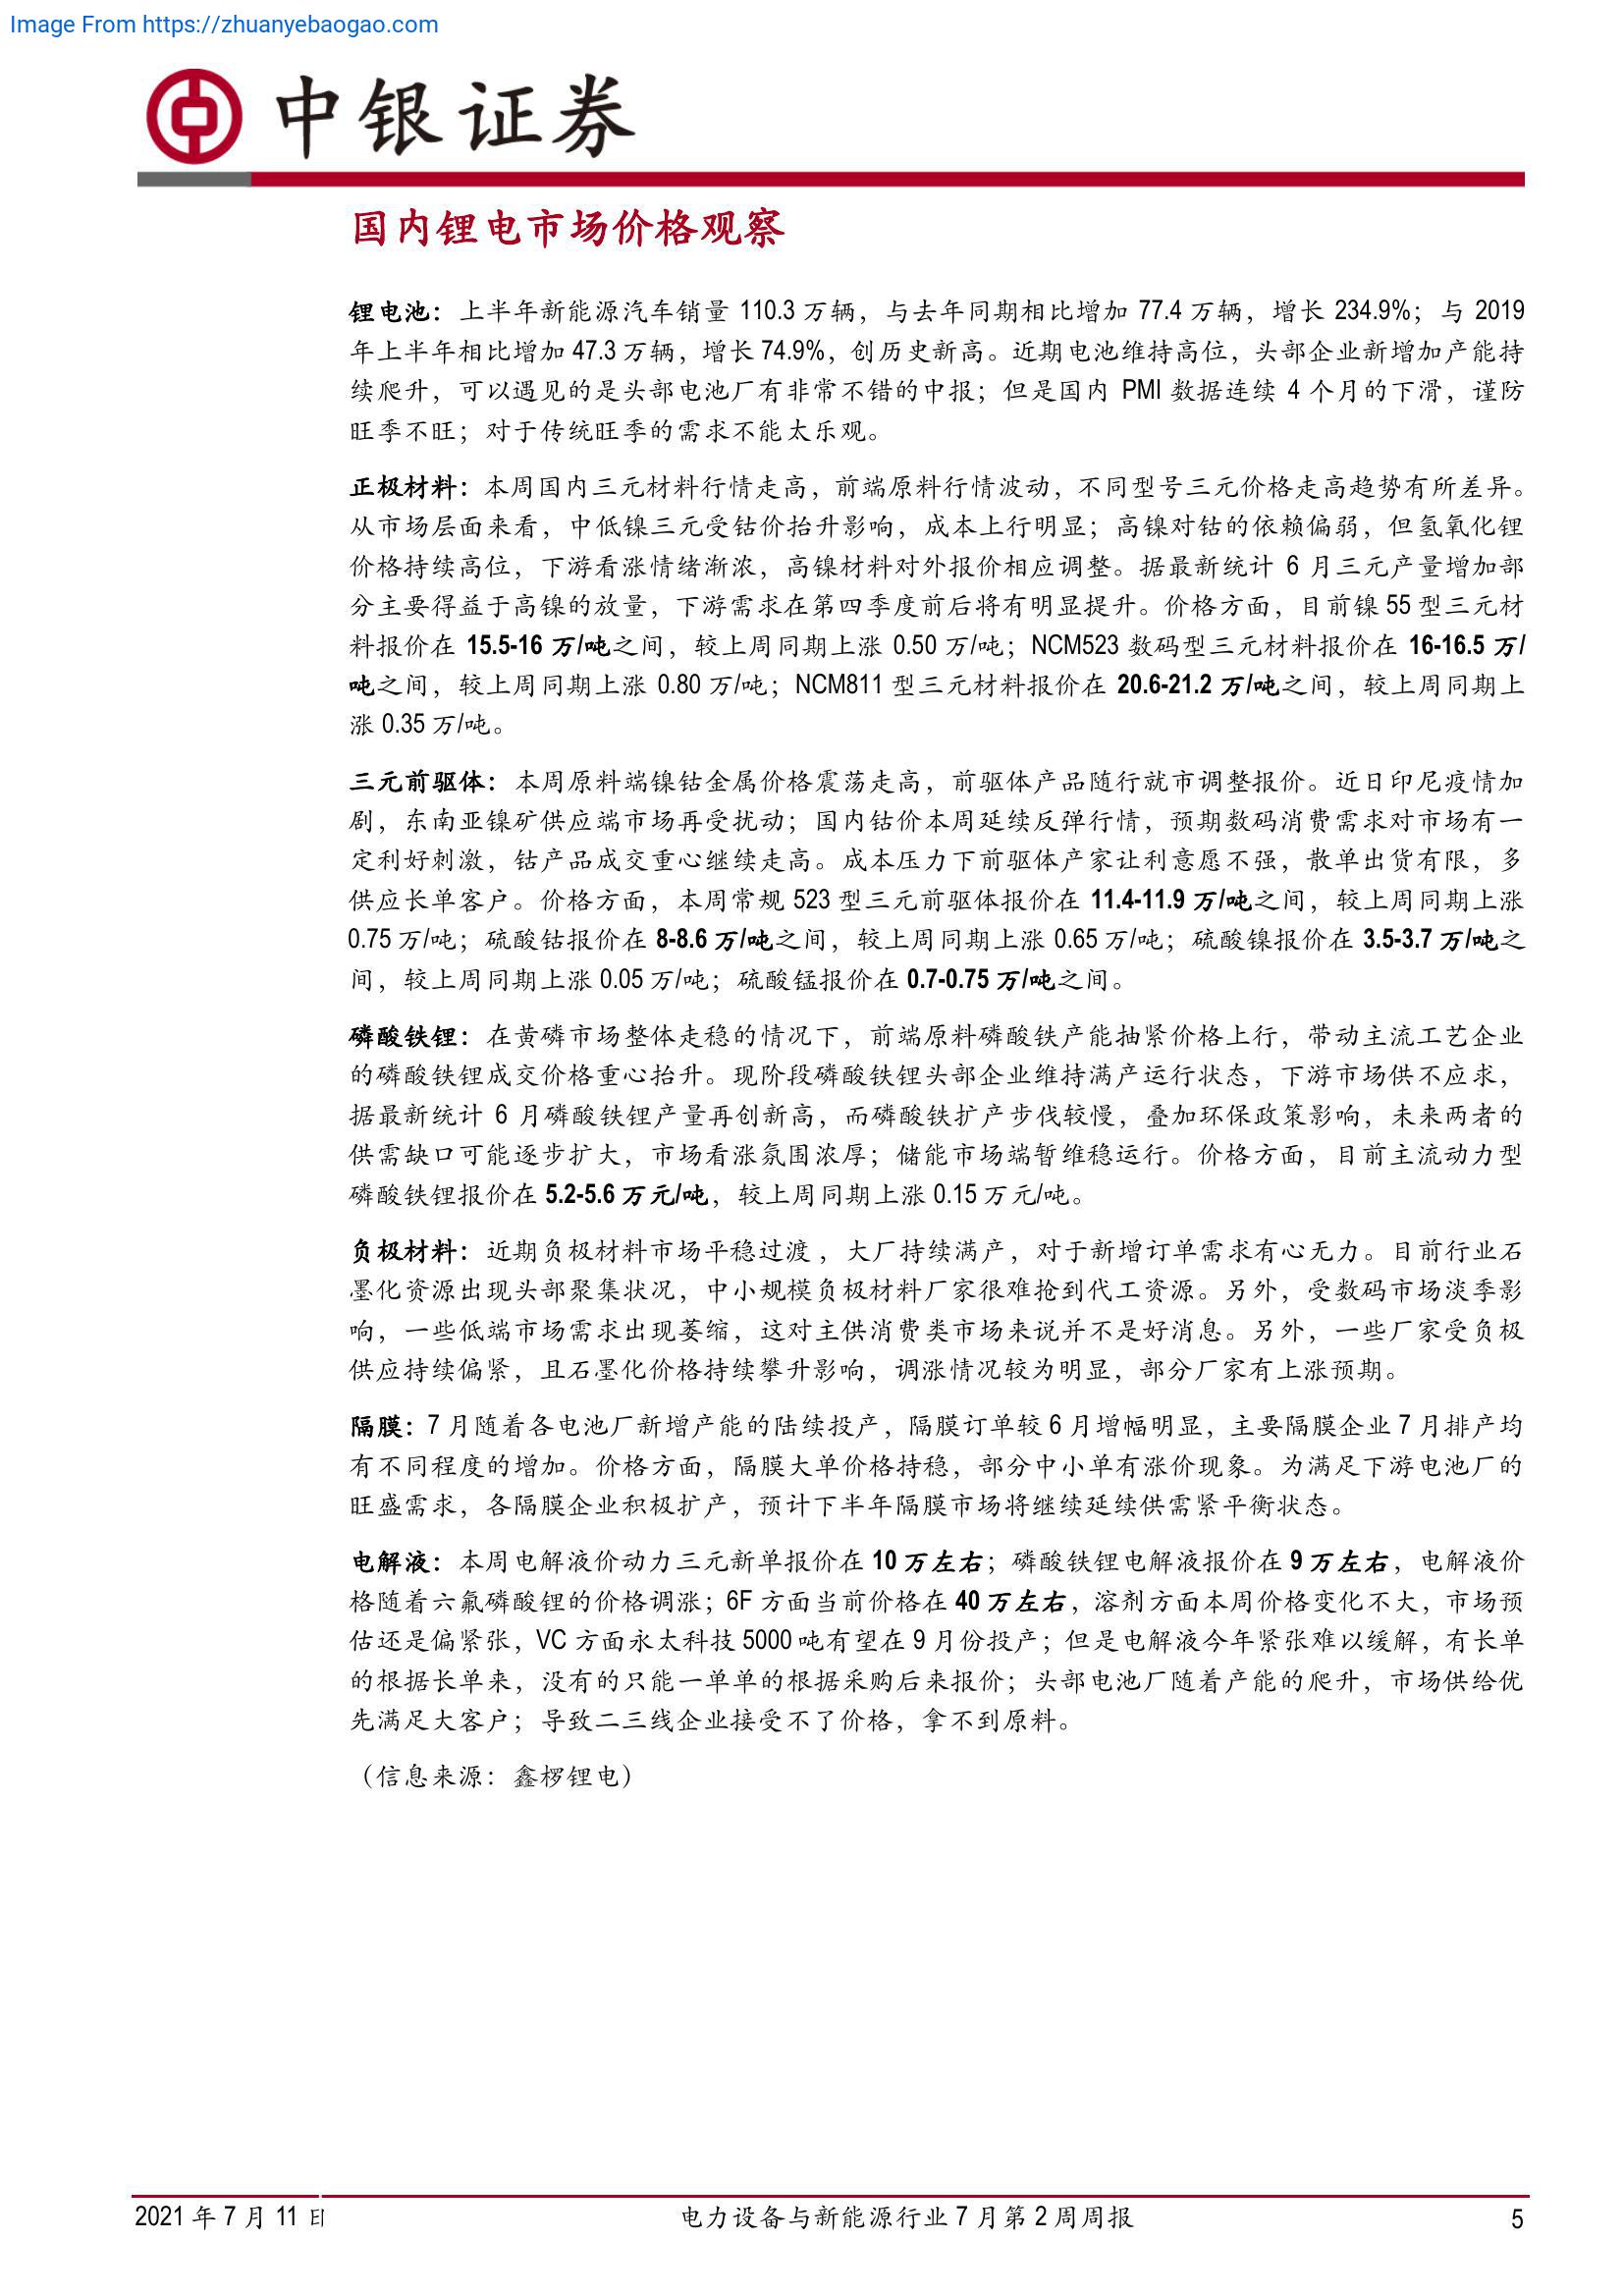 Image From https://zhuanyebaogao.com
中银证券
国内锂电市场价格观察
锂电池：上半年新能源汽车销量 110.3 万辆，与去年同期相比增加 77.4 万辆，增长 234.9%；与 2019
年上半年相比增加 47.3 万辆，增长 74.9%，创历史新高。近期电池维持高位，头部企业新增加产能持
续爬升，可以遇见的是头部电池厂有非常不错的中报；但是国内 PMI 数据连续 4 个月的下滑，谨防
旺季不旺；对于传统旺季的需求不能太乐观。
正极材料：本周国内三元材料行情走高，前端原料行情波动，不同型号三元价格走高趋势有所差异。
从市场层面来看，中低镍三元受钴价抬升影响，成本上行明显；高镍对钴的依赖偏弱，但氢氧化锂
价格持续高位，下游看涨情绪渐浓，高镍材料对外报价相应调整。据最新统计 6 月三元产量增加部
分主要得益于高镍的放量，下游需求在第四季度前后将有明显提升。价格方面，目前镍 55 型三元材
料报价在 15.5-16 万/吨之间，较上周同期上涨 0.50 万/吨；NCM523 数码型三元材料报价在 16-16.5 万/
吨之间，较上周同期上涨 0.80 万/吨；NCM811 型三元材料报价在 20.6-21.2 万/吨之间，较上周同期上
涨 0.35 万/吨。
三元前驱体：本周原料端镍钴金属价格震荡走高，前驱体产品随行就市调整报价。近日印尼疫情加
剧，东南亚镍矿供应端市场再受扰动；国内钴价本周延续反弹行情，预期数码消费需求对市场有一
定利好刺激，钴产品成交重心继续走高。成本压力下前驱体产家让利意愿不强，散单出货有限，多
供应长单客户。价格方面，本周常规 523 型三元前驱体报价在 11.4-11.9 万/吨之间，较上周同期上涨
0.75 万/吨；硫酸钴报价在 8-8.6 万/吨之间，较上周同期上涨 0.65 万/吨；硫酸镍报价在 3.5-3.7 万/吨之
间，较上周同期上涨 0.05 万/吨；硫酸锰报价在 0.7-0.75 万/吨之间。
磷酸铁锂：在黄磷市场整体走稳的情况下，前端原料磷酸铁产能抽紧价格上行，带动主流工艺企业
的磷酸铁锂成交价格重心抬升。现阶段磷酸铁锂头部企业维持满产运行状态，下游市场供不应求，
据最新统计 6 月磷酸铁锂产量再创新高，而磷酸铁扩产步伐较慢，叠加环保政策影响，未来两者的
供需缺口可能逐步扩大，市场看涨氛围浓厚；储能市场端暂维稳运行。价格方面，目前主流动力型
磷酸铁锂报价在 5.2-5.6 万元/吨，较上周同期上涨 0.15 万元/吨。
负极材料：近期负极材料市场平稳过渡 ，大厂持续满产，对于新增订单需求有心无力。目前行业石
墨化资源出现头部聚集状况，中小规模负极材料厂家很难抢到代工资源。另外，受数码市场淡季影
响，一些低端市场需求出现萎缩，这对主供消费类市场来说并不是好消息。另外，一些厂家受负极
供应持续偏紧，且石墨化价格持续攀升影响，调涨情况较为明显，部分厂家有上涨预期。
隔膜：7 月随着各电池厂新增产能的陆续投产，隔膜订单较 6 月增幅明显，主要隔膜企业 7 月排产均
有不同程度的增加。价格方面，隔膜大单价格持稳，部分中小单有涨价现象。为满足下游电池厂的
旺盛需求，各隔膜企业积极扩产，预计下半年隔膜市场将继续延续供需紧平衡状态。
电解液：本周电解液价动力三元新单报价在 10 万左右；磷酸铁锂电解液报价在 9 万左右，电解液价
格随着六氟磷酸锂的价格调涨；6F 方面当前价格在 40 万左右，溶剂方面本周价格变化不大，市场预
估还是偏紧张，VC 方面永太科技 5000 吨有望在 9 月份投产；但是电解液今年紧张难以缓解，有长单
的根据长单来，没有的只能一单单的根据采购后来报价；头部电池厂随着产能的爬升，市场供给优
先满足大客户；导致二三线企业接受不了价格，拿不到原料。
（信息来源：鑫椤锂电）
2021 年 7 月 11 日 电力设备与新能源行业 7 月第 2 周周报 5